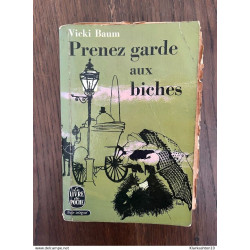 Vicki Baum
Prenez garde
aux
biches
LE
LIVRE
DE
POCHE